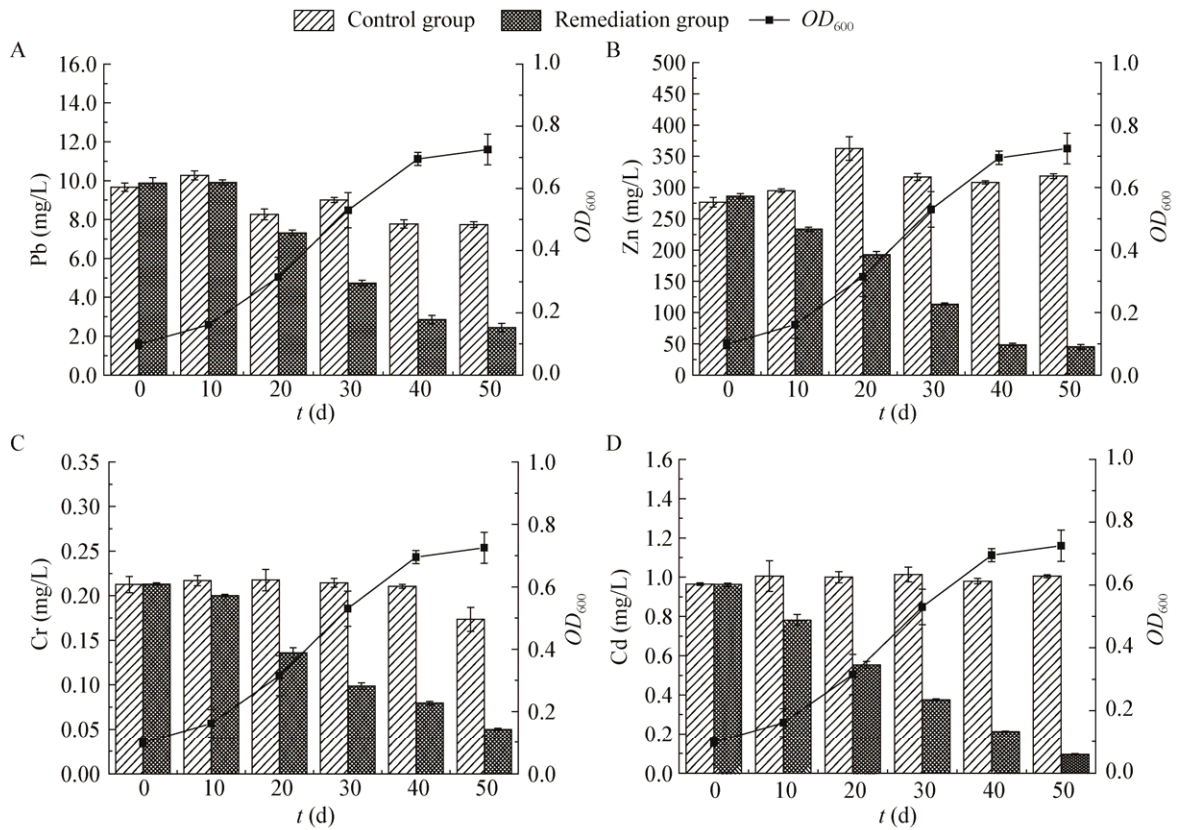 Control group Remediation group OD600
A
16.0
14.0
12.0
10.0
8.0
6.0
4.0
2.0
0.0
Pb (mg/L)
1.0
0.8
0.6
0.4
0.2
0.0
OD600
0 10 20 30 40 50
t (d)
B
500
450
400
350
300
250
200
150
100
50
0
Zn (mg/L)
1.0
0.8
0.6
0.4
0.2
0.0
OD600
0 10 20 30 40 50
t (d)
C
0.35
0.30
0.25
0.20
0.15
0.10
0.05
0.00
Cr (mg/L)
1.0
0.8
0.6
0.4
0.2
0.0
OD600
0 10 20 30 40 50
t (d)
D
1.6
1.4
1.2
1.0
0.8
0.6
0.4
0.2
0.0
Cd (mg/L)
1.0
0.8
0.6
0.4
0.2
0.0
OD600
0 10 20 30 40 50
t (d)